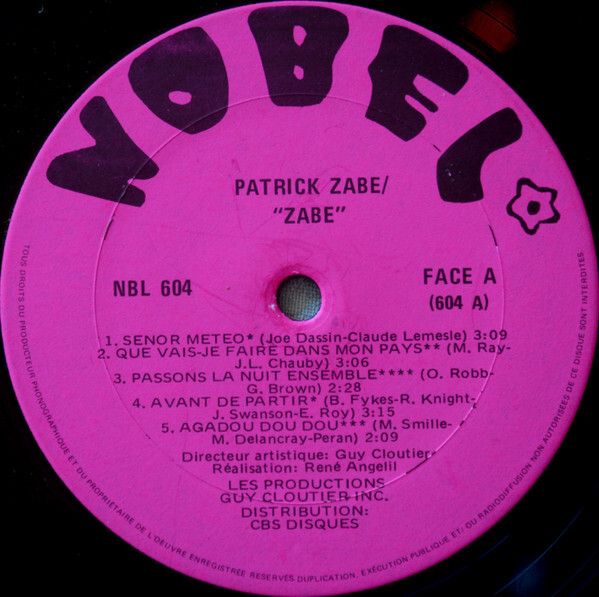 NOBEL
PATRICK ZABE/
"ZABE"
NBL 604
FACE A
(604 A)
1. SENOR METEO* (Joe Dassin-Claude Lemesle) 3:09
2. QUE VAIS-JE FAIRE DANS MON PAYS** (M. Ray-
J.L. Chauby) 3:06
3. PASSONS LA NUIT ENSEMBLE**** (O. Robb-
G. Brown) 2:28
4. AVANT DE PARTIR* (B. Fykes-R. Knight-
J. Swanson-E. Roy) 3:15
5. AGADOU DOU DOU*** (M. Smille-
M. Delancray-Peran) 2:09
Directeur artistique: Guy Cloutier
Réalisation: René Angelil
LES PRODUCTIONS
GUY CLOUTIER INC.
DISTRIBUTION:
CBS DISQUES
TOUS DROITS DU PRODUCTEUR PHONOGRAPHIQUE ET DU PROPRIETAIRE DE L'OEUVRE ENREGISTRÉE RESERVÉS DUPLICATION, EXÉCUTION PUBLIQUE ET/OU RADIODIFFUSION NON AUTORISÉES DE CE DISQUE SONT INTERDITES